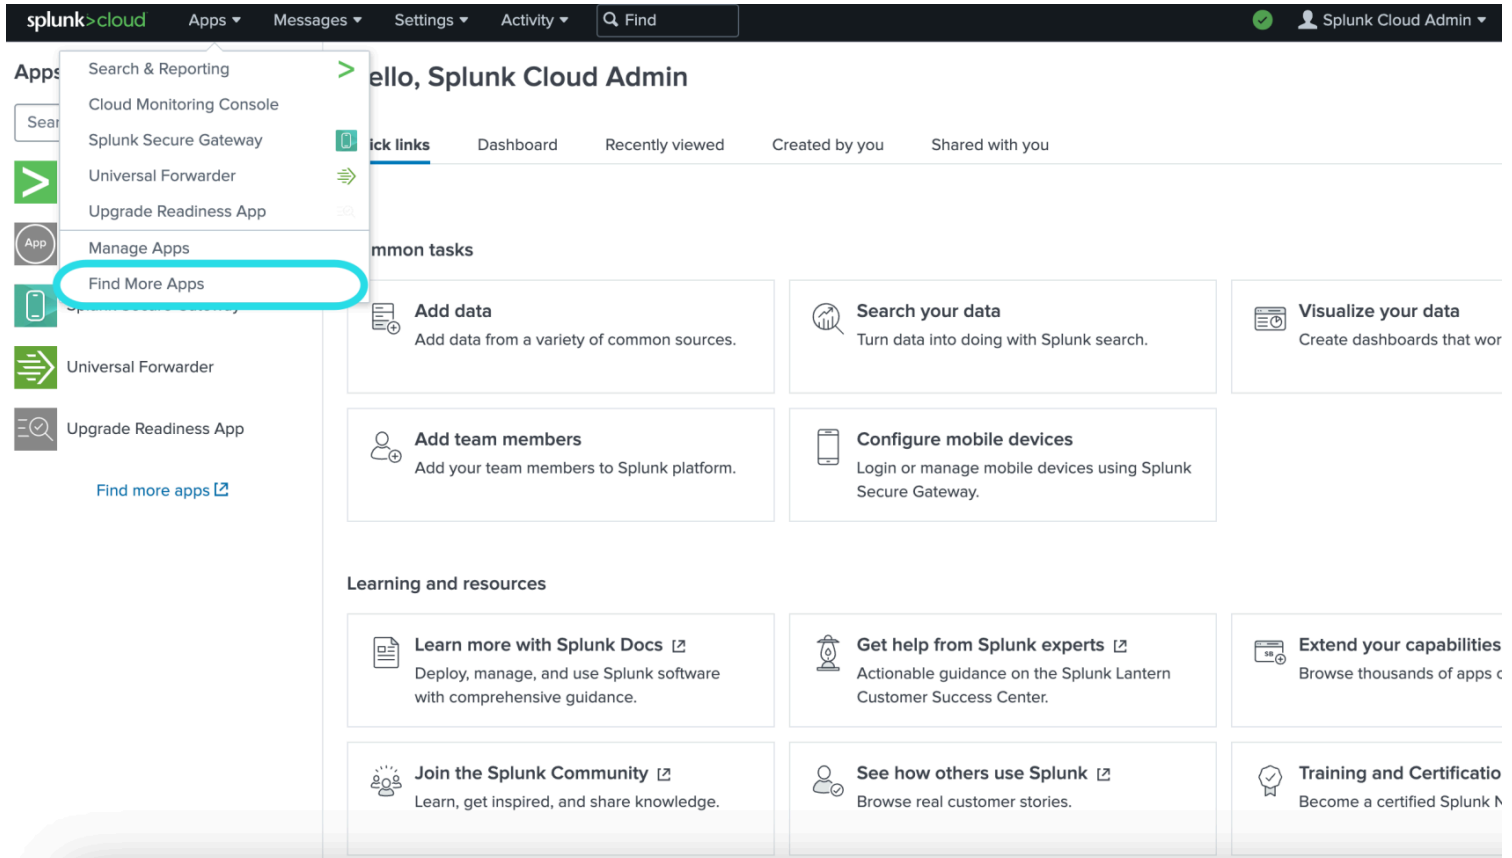 splunk>cloud Apps Messages Settings Activity Find Splunk Cloud Admin
Apps
Search & Reporting
Cloud Monitoring Console
Splunk Secure Gateway
Universal Forwarder
Upgrade Readiness App
Manage Apps
Find More Apps
App
Universal Forwarder
Upgrade Readiness App
Find more apps
ello, Splunk Cloud Admin
ick links Dashboard Recently viewed Created by you Shared with you
mmon tasks
Add data
Add data from a variety of common sources.
Search your data
Turn data into doing with Splunk search.
Visualize your data
Create dashboards that wor
Add team members
Add your team members to Splunk platform.
Configure mobile devices
Login or manage mobile devices using Splunk
Secure Gateway.
Learning and resources
Learn more with Splunk Docs
Deploy, manage, and use Splunk software
with comprehensive guidance.
Get help from Splunk experts
Actionable guidance on the Splunk Lantern
Customer Success Center.
SB
Extend your capabilities
Browse thousands of apps
Join the Splunk Community
Learn, get inspired, and share knowledge.
See how others use Splunk
Browse real customer stories.
Training and Certificatio
Become a certified Splunk N